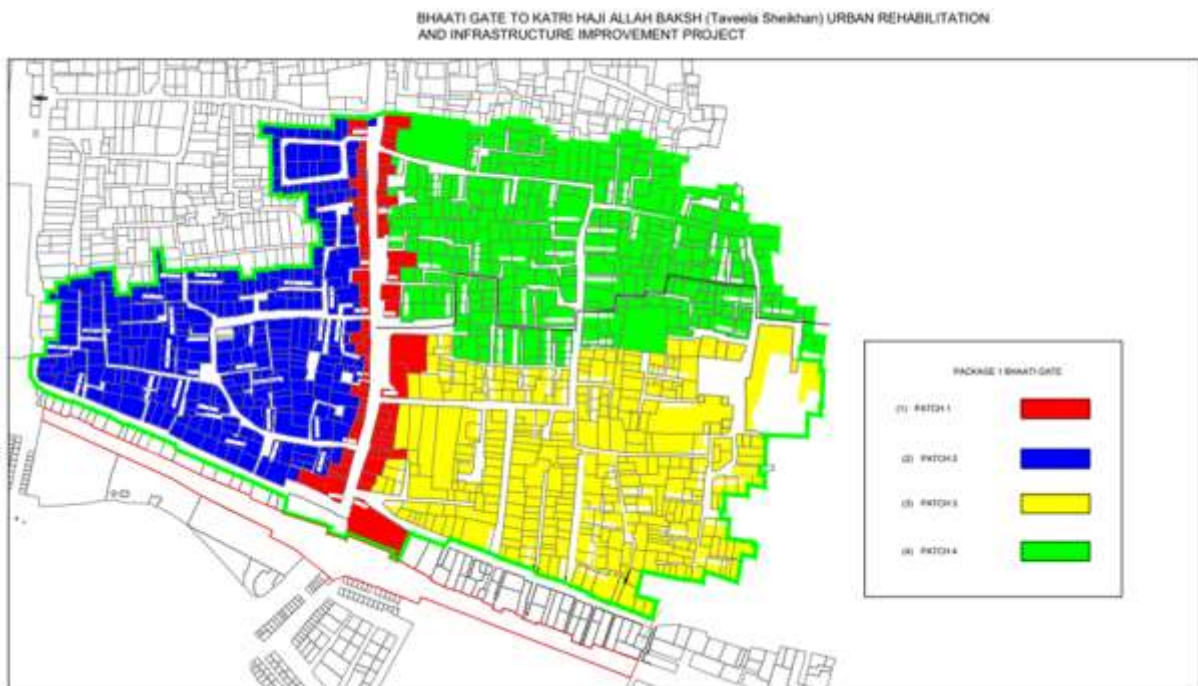 BHAATI GATE TO KATRI HAJI ALLAH BAKSH (Taveela Sheikhan) URBAN REHABILITATION
AND INFRASTRUCTURE IMPROVEMENT PROJECT
PACKAGE 1 BHAATI GATE
(1) PATCH 1
(2) PATCH 2
(3) PATCH 3
(4) PATCH 4